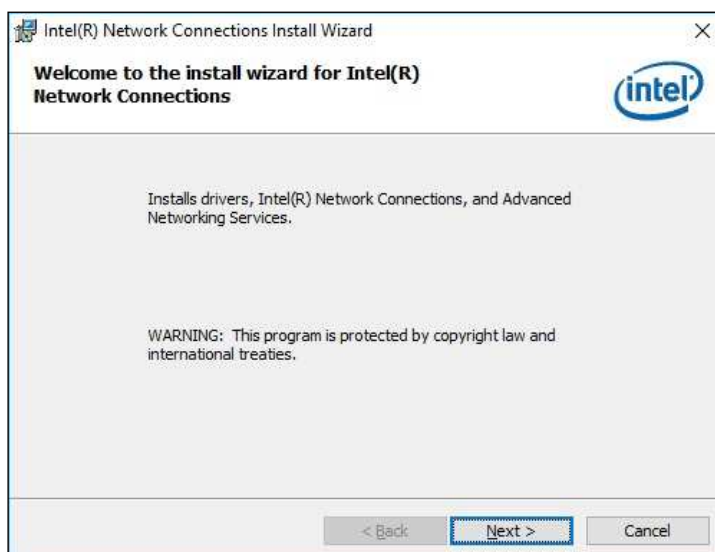 Intel(R) Network Connections Install Wizard
Welcome to the install wizard for Intel(R)
Network Connections
intel
Installs drivers, Intel(R) Network Connections, and Advanced
Networking Services.
WARNING: This program is protected by copyright law and
international treaties.
< Back Next > Cancel